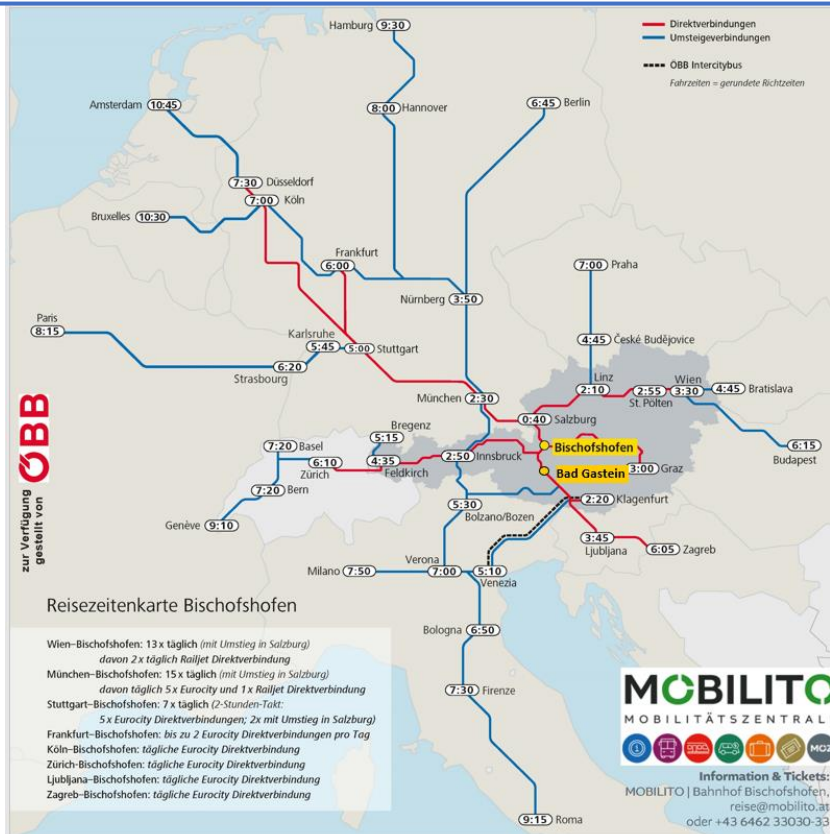 Hamburg 9:30
Direktverbindungen
Umsteigeverbindungen
ÖBB Intercitybus
Fahrzeiten = gerundete Richtzeiten
Amsterdam 10:45
8:00 Hannover
6:45 Berlin
7:30 Düsseldorf
7:00 Köln
Bruxelles 10:30
Frankfurt
6:00
7:00 Praha
Nürnberg 3:50
Paris
8:15
Karlsruhe
5:45
5:00 Stuttgart
6:20
Strasbourg
4:45 České Budějovice
Linz
2:10
2:55
St. Pölten
Wien
3:30
4:45 Bratislava
München 2:30
0:40 Salzburg
6:15
Budapest
Bischofshofen
Bad Gastein
3:00 Graz
Bregenz
5:15
2:50 Innsbruck
7:20 Basel
6:10
Zürich
4:35
Feldkirch
7:20
Bern
Genève
9:10
5:30
Bolzano/Bozen
2:20 Klagenfurt
3:45
Ljubljana
6:05 Zagreb
Verona
Milano 7:50
7:00
5:10
Venezia
Bologna 6:50
7:30 Firenze
9:15 Roma
ÖBB
zur Verfügung
gestellt von
Reisezeitenkarte Bischofshofen
Wien–Bischofshofen: 13 x täglich (mit Umstieg in Salzburg)
davon 2 x täglich Railjet Direktverbindung
München–Bischofshofen: 15 x täglich (mit Umstieg in Salzburg)
davon täglich 5 x Eurocity und 1 x Railjet Direktverbindung
Stuttgart–Bischofshofen: 7 x täglich (2-Stunden-Takt:
5 x Eurocity Direktverbindungen; 2x mit Umstieg in Salzburg)
Frankfurt–Bischofshofen: bis zu 2 Eurocity Direktverbindungen pro Tag
Köln–Bischofshofen: tägliche Eurocity Direktverbindung
Zürich-Bischofshofen: tägliche Eurocity Direktverbindung
Ljubljana–Bischofshofen: tägliche Eurocity Direktverbindung
Zagreb–Bischofshofen: tägliche Eurocity Direktverbindung
MOBILITO
MOBILITÄTSZENTRAL
MOZ
Information & Tickets:
MOBILITO | Bahnhof Bischofshofen,
reise@mobilito.at
oder +43 6462 33030-33